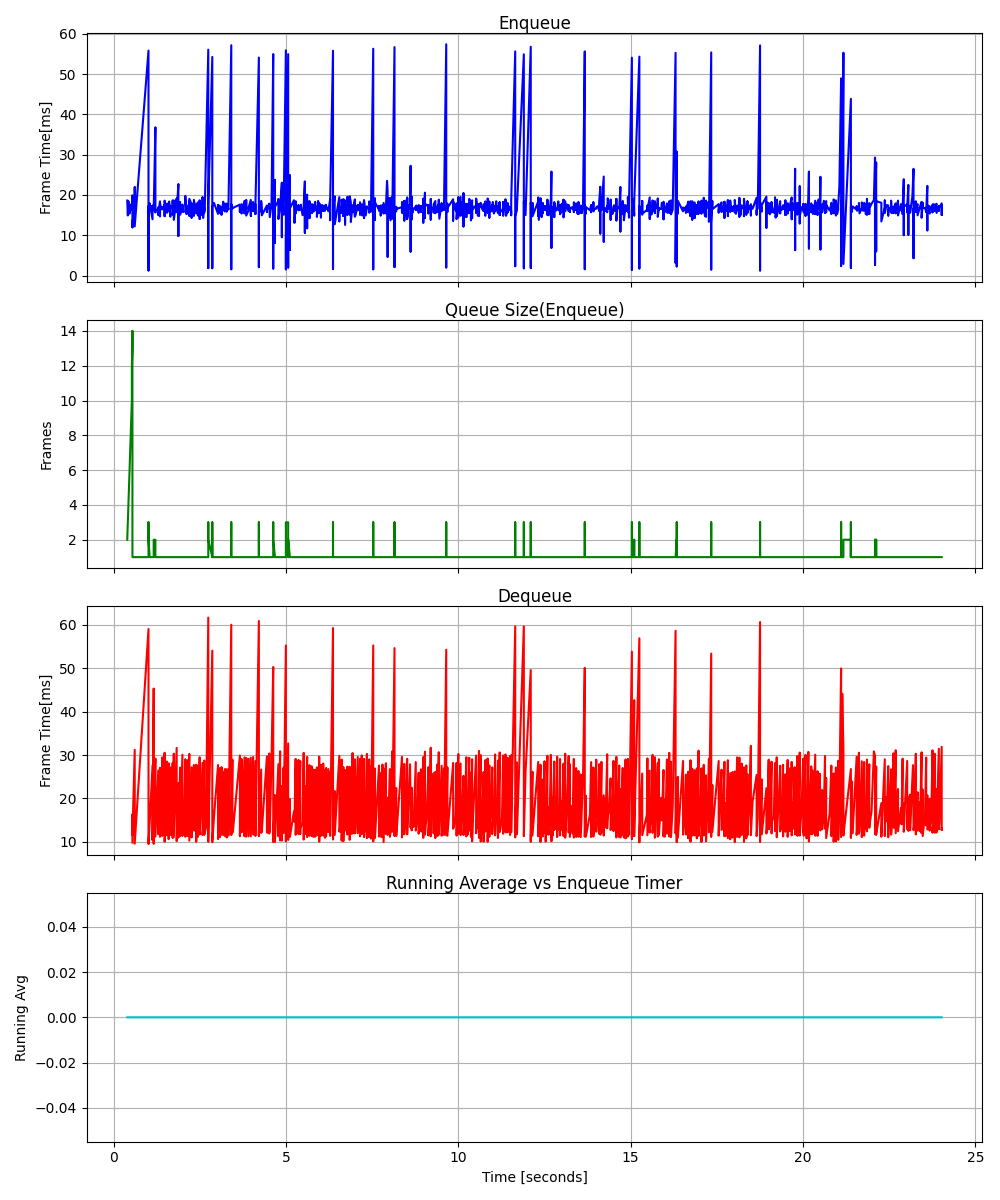 Enqueue
Frame Time[ms]
60
50
40
30
20
10
0
Queue Size(Enqueue)
Frames
14
12
10
8
6
4
2
Dequeue
Frame Time[ms]
60
50
40
30
20
10
Running Average vs Enqueue Timer
Running Avg
0.04
0.02
0.00
−0.02
−0.04
0 5 10 15 20 25
Time [seconds]